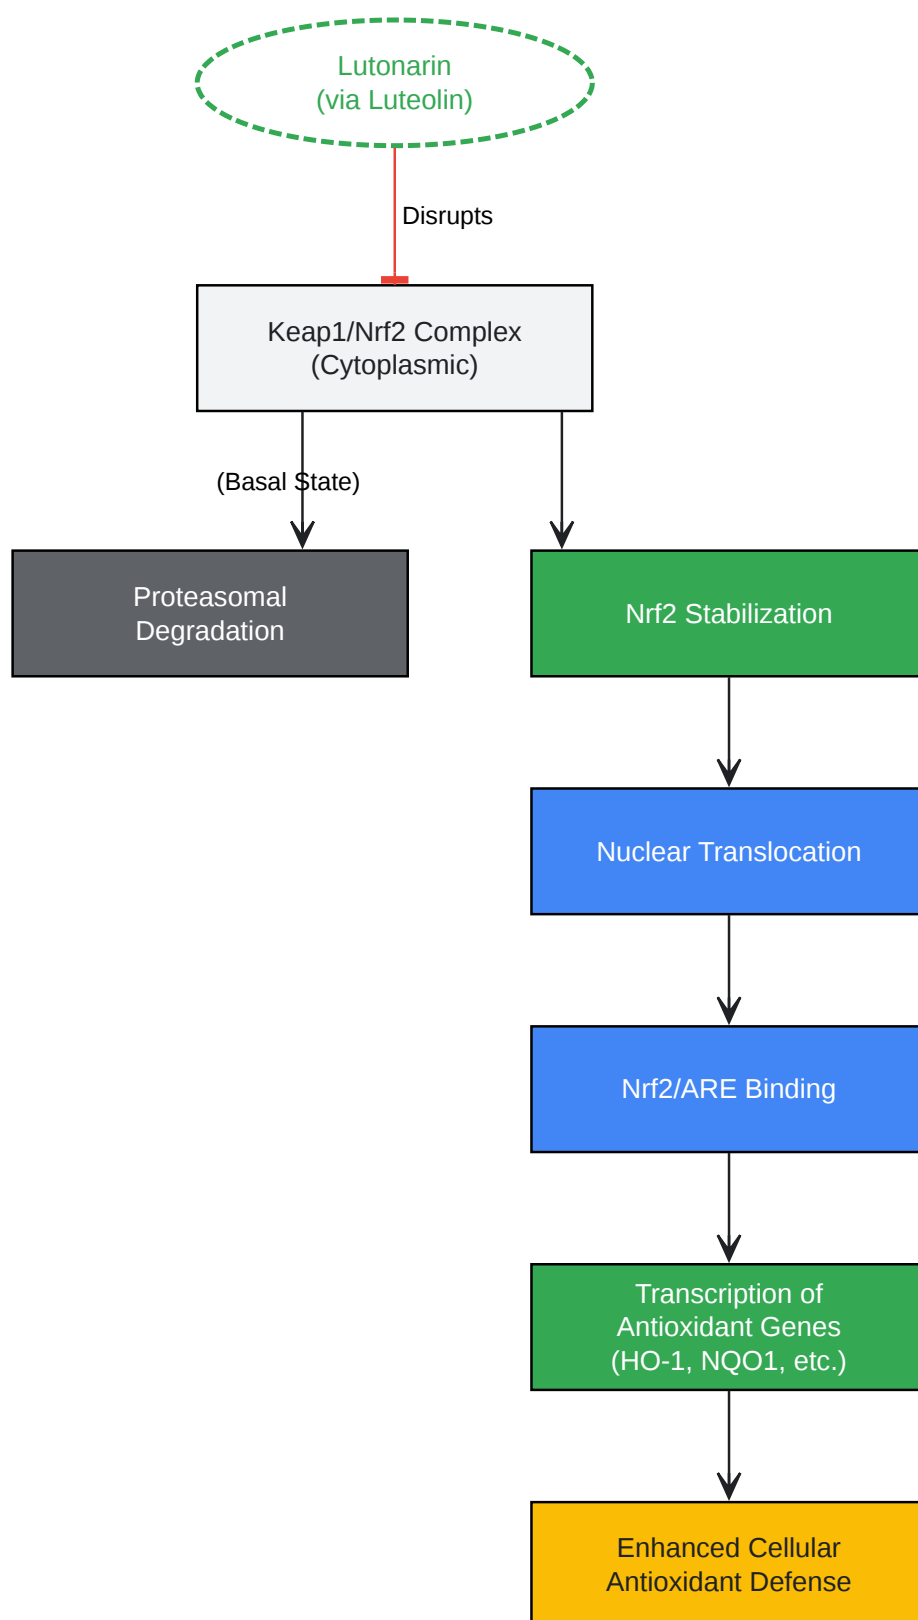 Lutonarin
(via Luteolin)
Disrupts
Keap1/Nrf2 Complex
(Cytoplasmic)
(Basal State)
Proteasomal
Degradation
Nrf2 Stabilization
Nuclear Translocation
Nrf2/ARE Binding
Transcription of
Antioxidant Genes
(HO-1, NQO1, etc.)
Enhanced Cellular
Antioxidant Defense